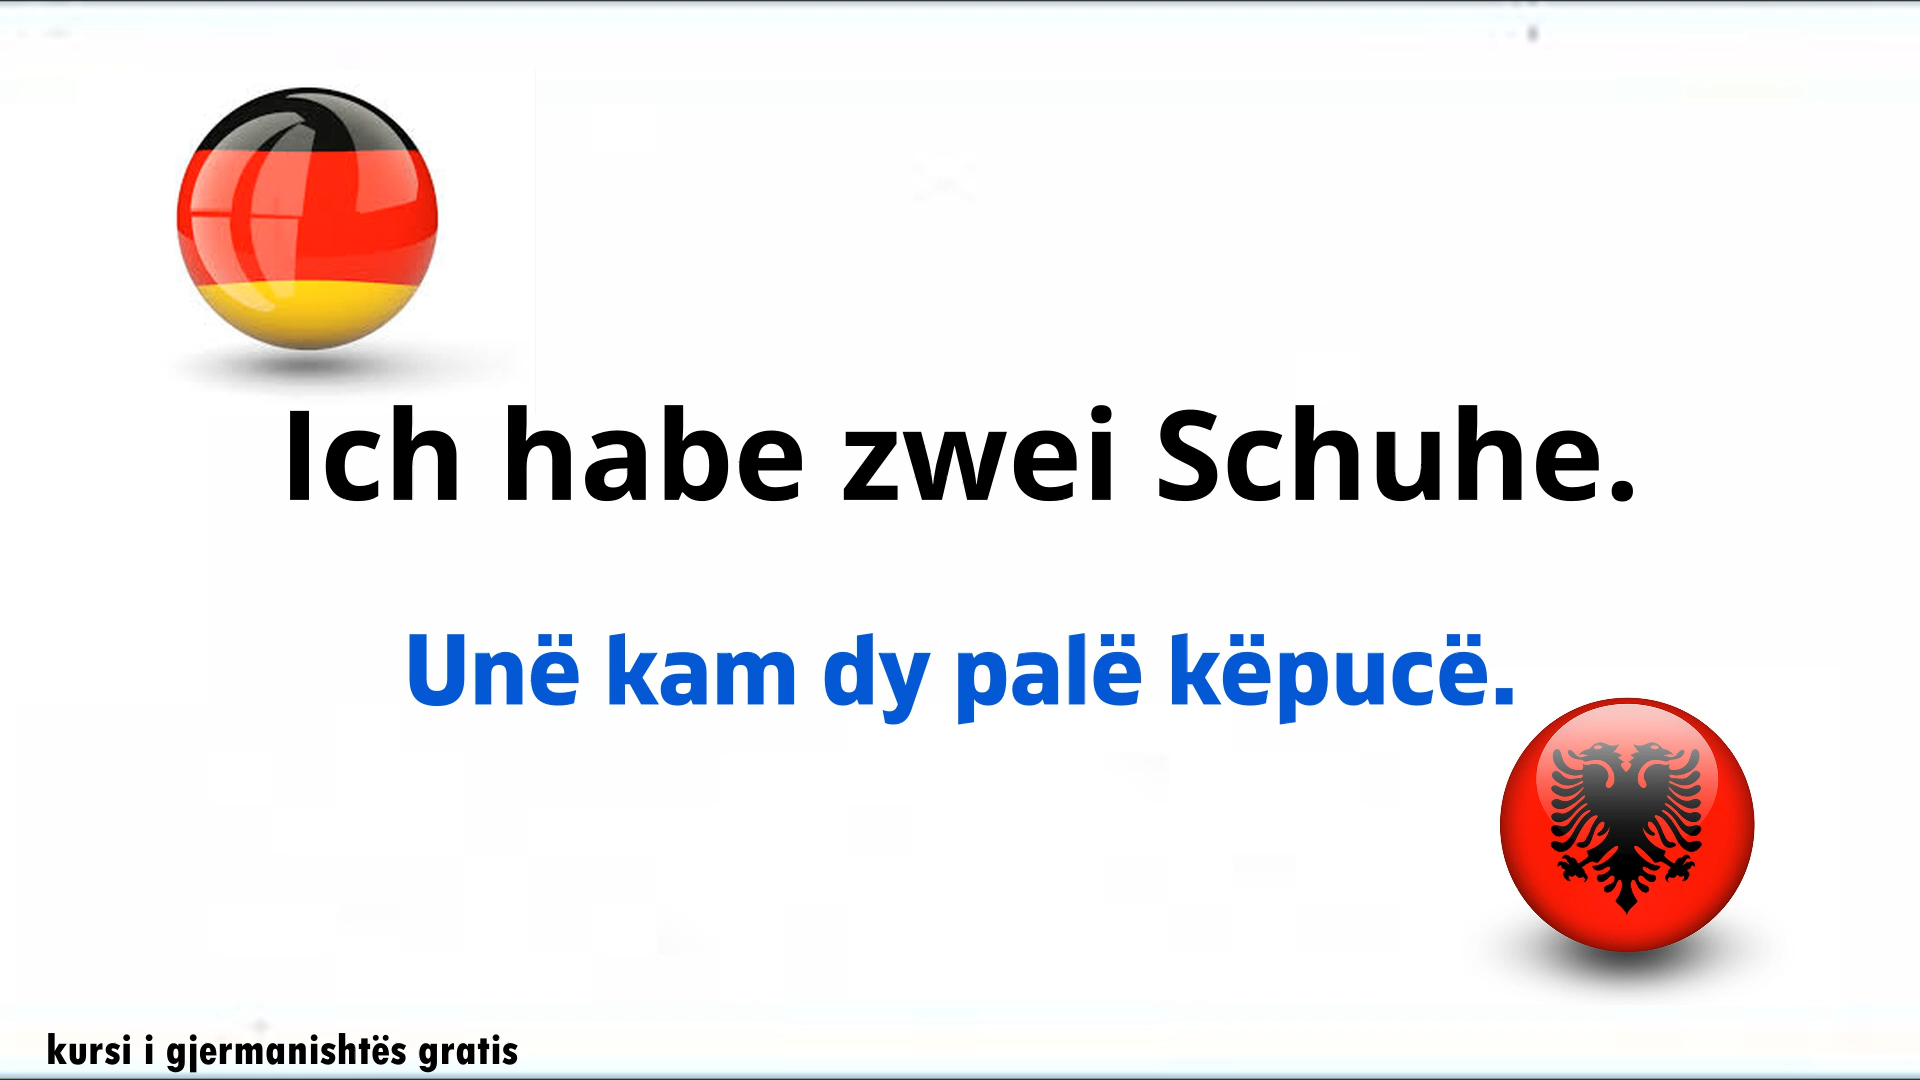 Ich habe zwei Schuhe.
Unë kam dy palë këpucë.
kursi i gjermanishtës gratis